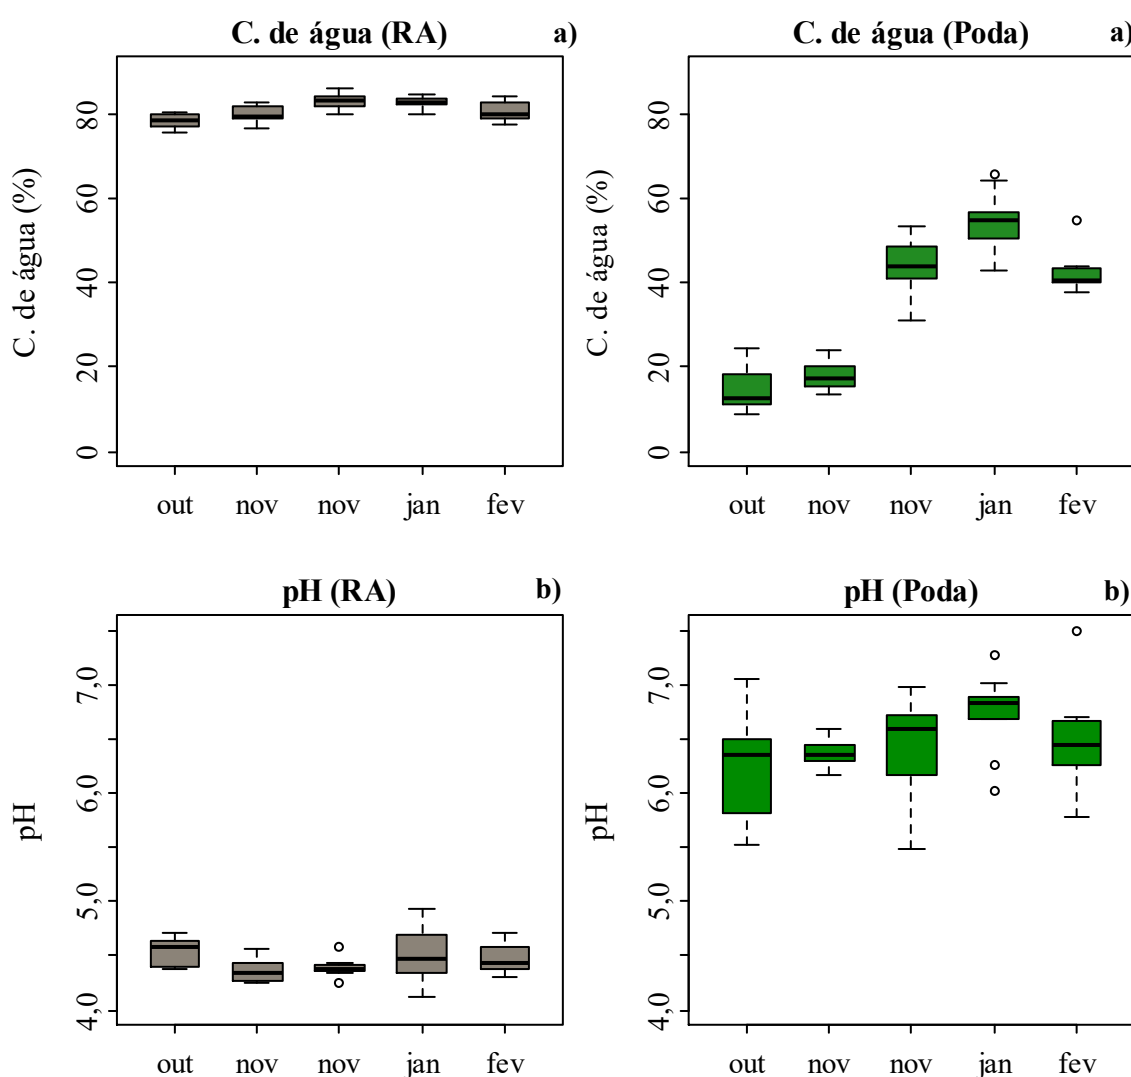 C. de água (RA) a)
C. de água (%)
80
60
40
20
0
out nov nov jan fev
C. de água (Poda) a)
C. de água (%)
80
60
40
20
0
out nov nov jan fev
pH (RA) b)
pH
7,0
6,0
5,0
4,0
out nov nov jan fev
pH (Poda) b)
pH
7,0
6,0
5,0
4,0
out nov nov jan fev